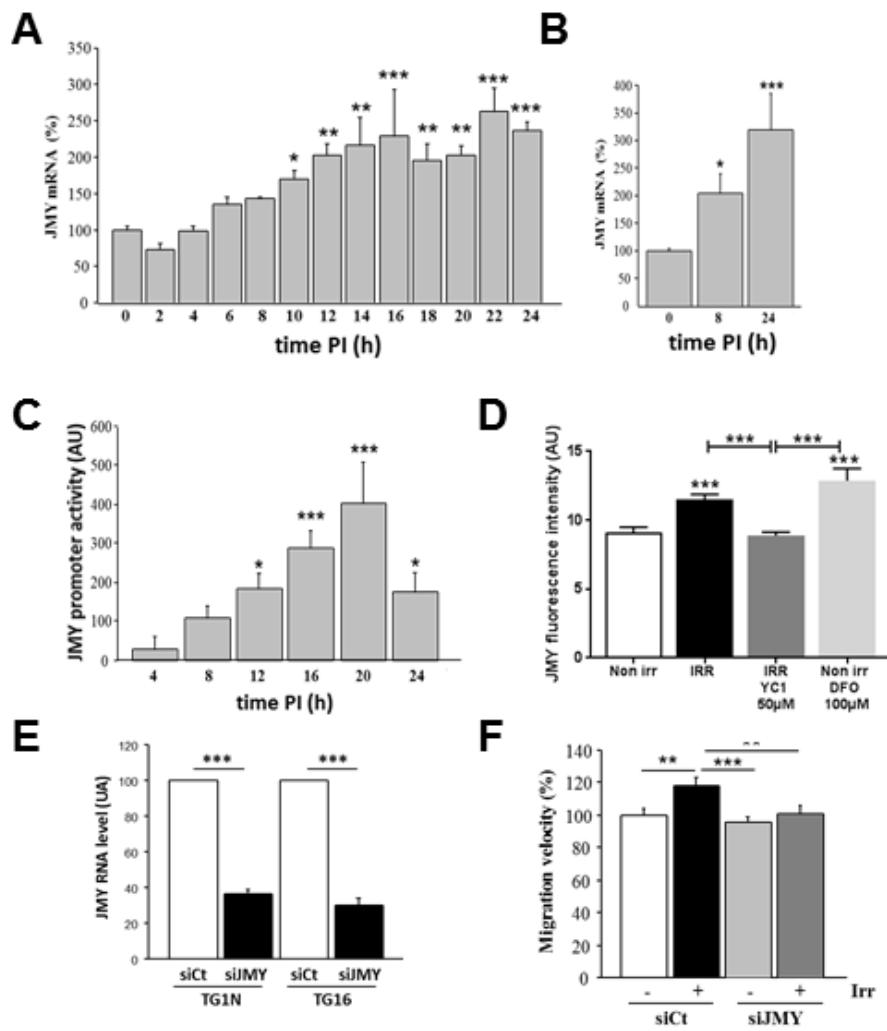 A
JMY mRNA (%)
350
300
250
200
150
100
50
0
* ** ** *** ** ** *** ***
0 2 4 6 8 10 12 14 16 18 20 22 24
time PI (h)
B
JMY mRNA (%)
400
350
300
250
200
150
100
50
0
* ***
0 8 24
time PI (h)
C
JMY promoter activity (AU)
600
500
400
300
200
100
0
* *** *** *
4 8 12 16 20 24
time PI (h)
D
JMY fluorescence intensity (AU)
15
10
5
0
*** ***
*** ***
Non irr IRR IRR Non irr
YC1 DFO
50µM 100µM
E
JMY RNA level (UA)
120
100
80
60
40
20
0
*** ***
siCt siJMY siCt siJMY
TG1N TG16
F
Migration velocity (%)
140
120
100
80
60
40
20
0
** ***
- + - + Irr
siCt siJMY